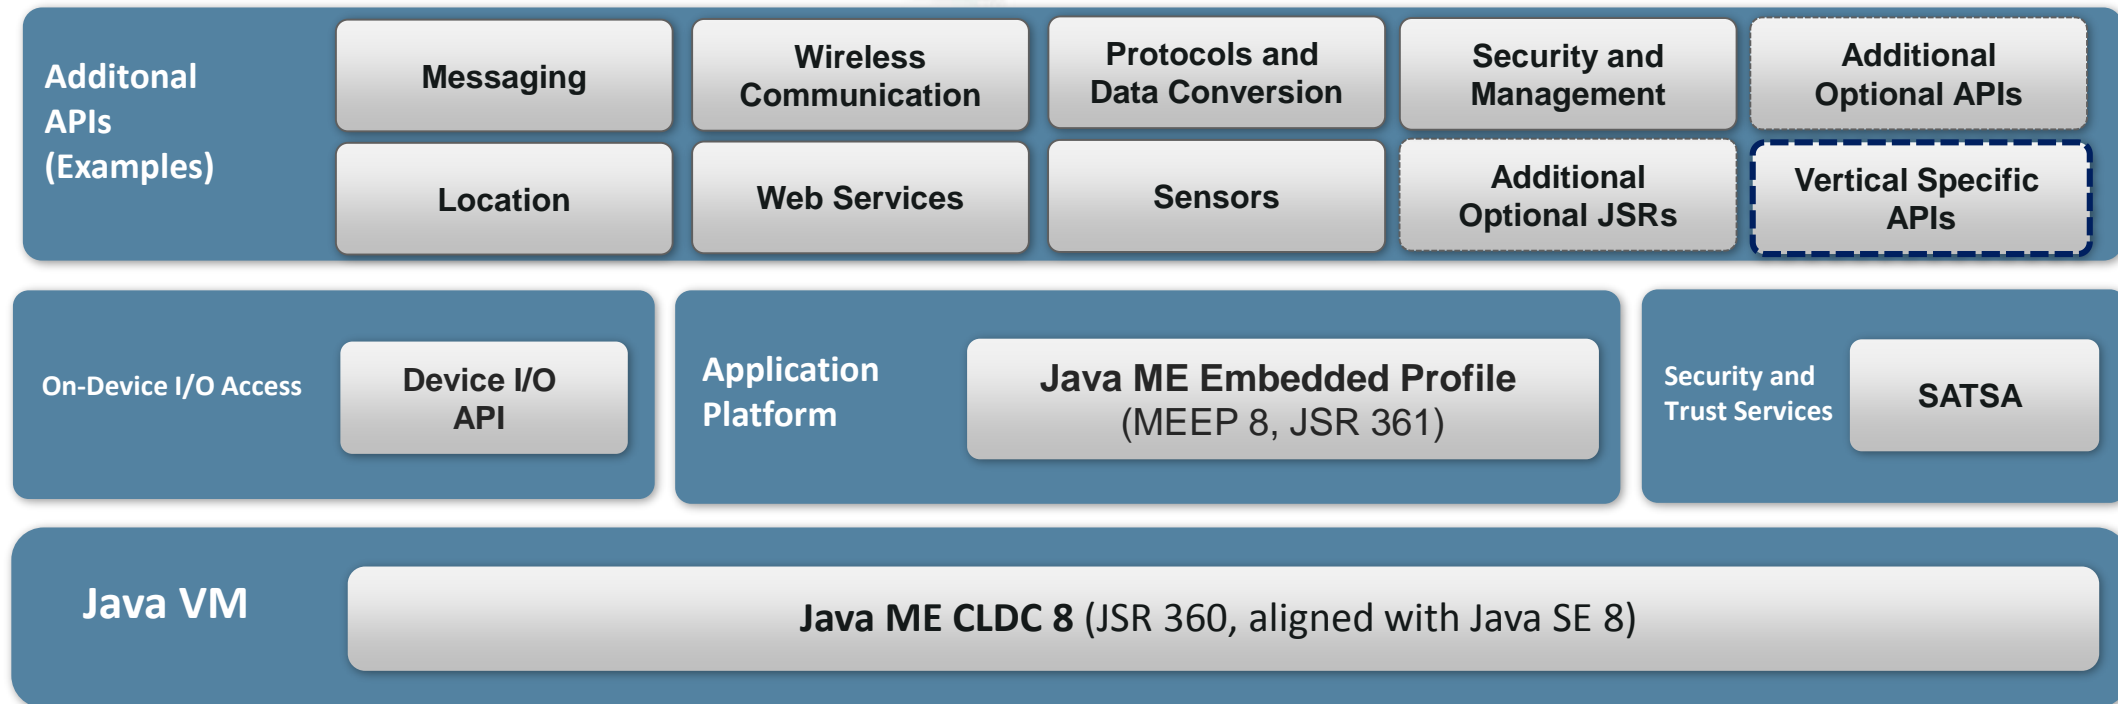 Additonal
APIs
(Examples)
Messaging
Wireless
Communication
Protocols and
Data Conversion
Security and
Management
Additional
Optional APIs
Location
Web Services
Sensors
Additional
Optional JSRs
Vertical Specific
APIs
On-Device I/O Access
Device I/O
API
Application
Platform
Java ME Embedded Profile
(MEEP 8, JSR 361)
Security and
Trust Services
SATSA
Java VM
Java ME CLDC 8 (JSR 360, aligned with Java SE 8)